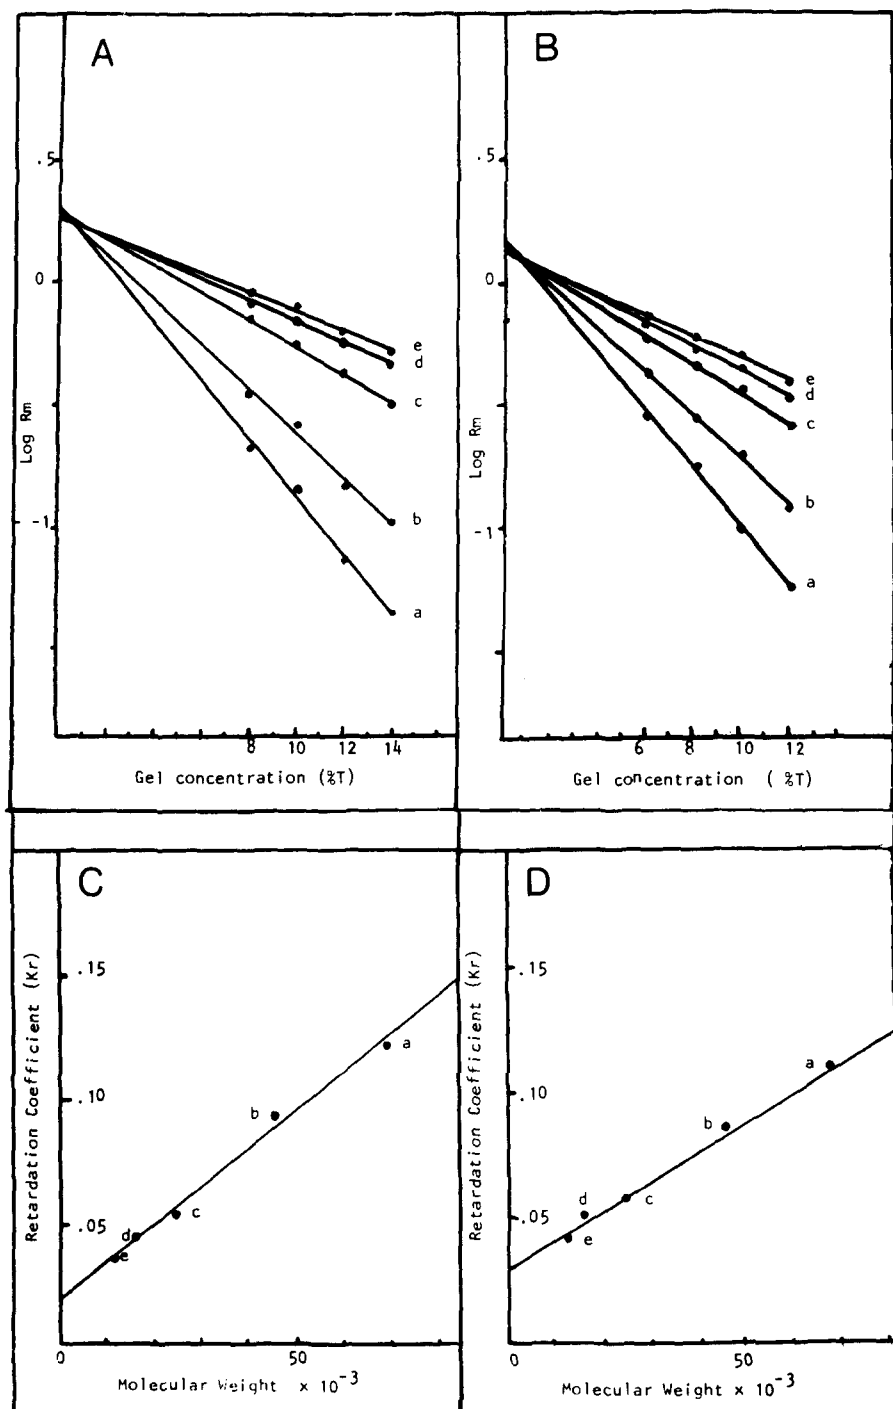 A
.5
0
Log Rm
-1
e
d
c
b
a
8 10 12 14
Gel concentration (%T)
B
.5
0
Log Rm
-1
e
d
c
b
a
6 8 10 12
Gel concentration ( %T)
C
Retardation Coefficient (Kr)
.15
.10
.05
a
b
c
d
e
0 50
Molecular Weight × 10⁻³
D
Retardation Coefficient (Kr)
.15
.10
.05
a
b
c
d
e
0 50
Molecular Weight × 10⁻³